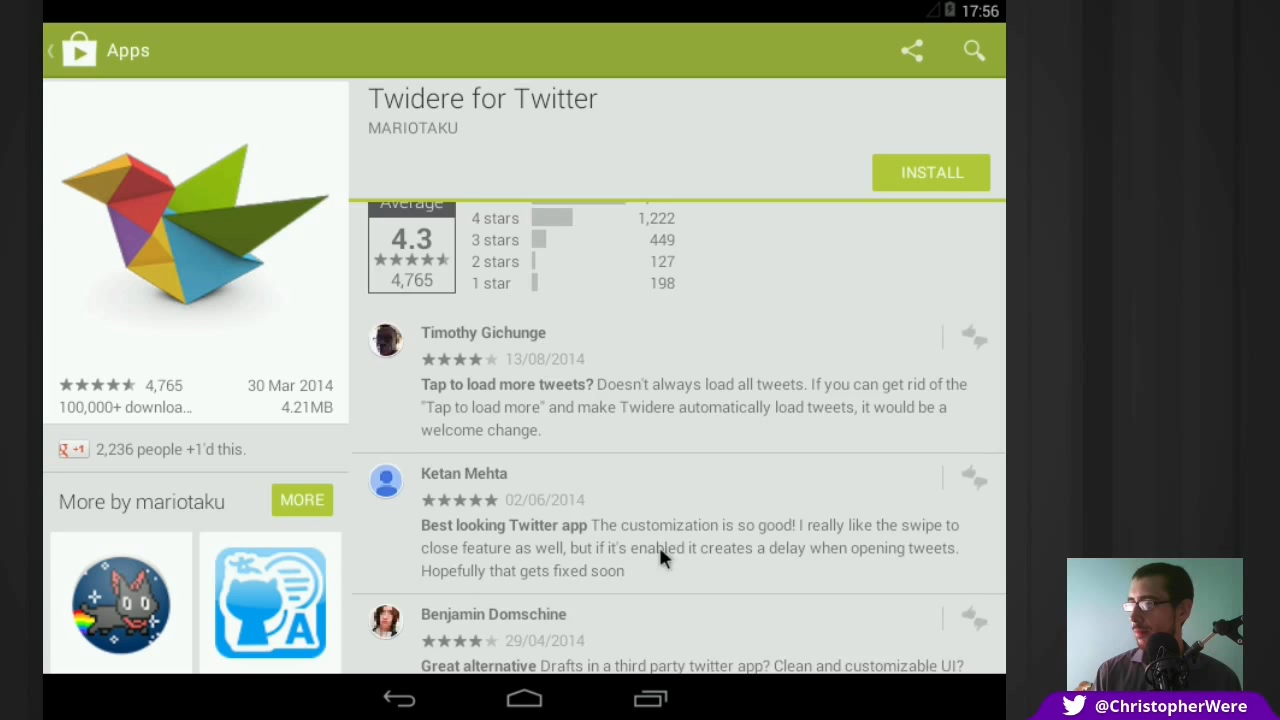 17:56
Apps
Twidere for Twitter
MARIOTAKU
INSTALL
Average
4.3
4,765
4 stars 1,222
3 stars 449
2 stars 127
1 star 198
4,765 30 Mar 2014
100,000+ downloa... 4.21MB
g +1 2,236 people +1'd this.
More by mariotaku MORE
A
Timothy Gichunge
13/08/2014
Tap to load more tweets? Doesn't always load all tweets. If you can get rid of the
"Tap to load more" and make Twidere automatically load tweets, it would be a
welcome change.
Ketan Mehta
02/06/2014
Best looking Twitter app The customization is so good! I really like the swipe to
close feature as well, but if it's enabled it creates a delay when opening tweets.
Hopefully that gets fixed soon
Benjamin Domschine
29/04/2014
Great alternative Drafts in a third party twitter app? Clean and customizable UI?
@ChristopherWere